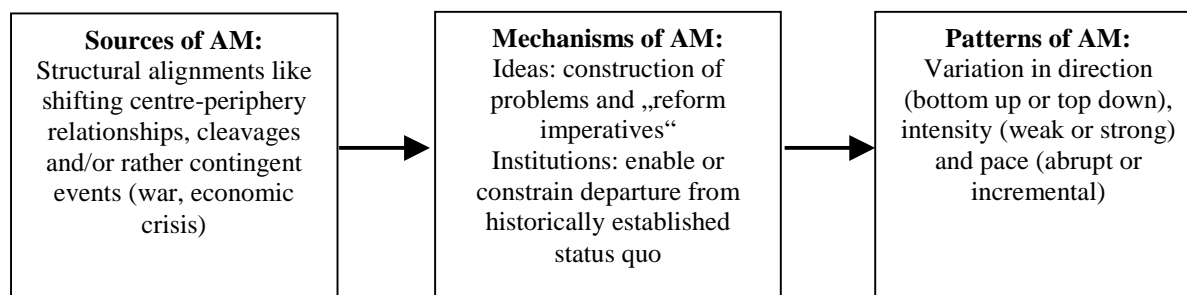 Sources of AM:
Structural alignments like
shifting centre-periphery
relationships, cleavages
and/or rather contingent
events (war, economic
crisis)
Mechanisms of AM:
Ideas: construction of
problems and „reform
imperatives“
Institutions: enable or
constrain departure from
historically established
status quo
Patterns of AM:
Variation in direction
(bottom up or top down),
intensity (weak or strong)
and pace (abrupt or
incremental)